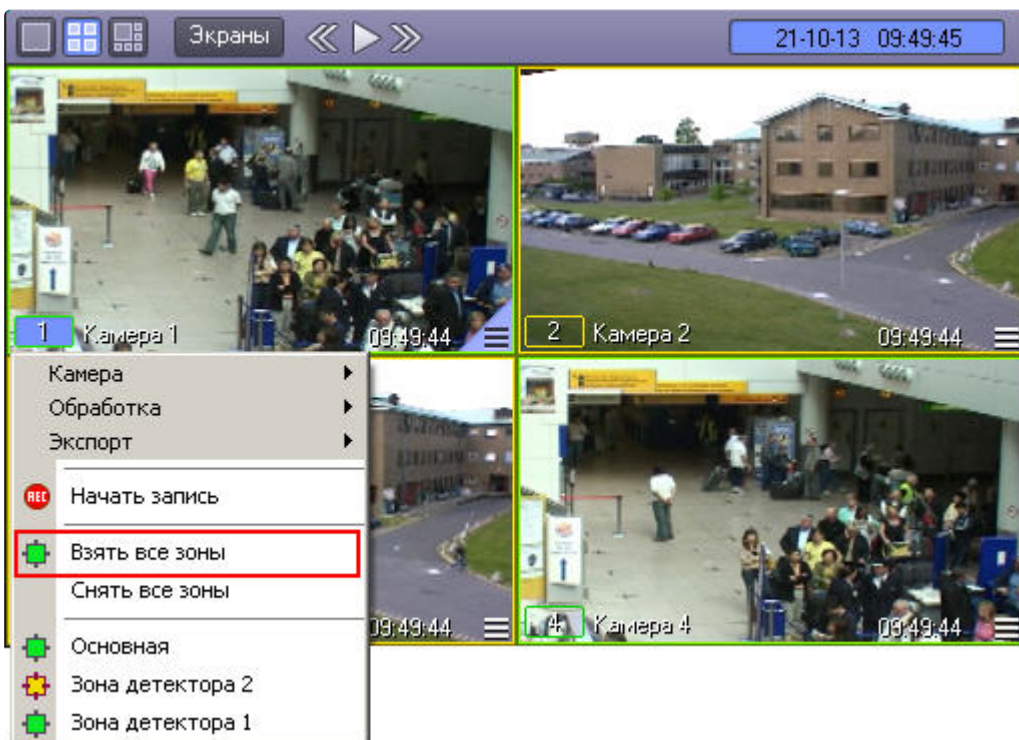 Экраны
21-10-13 09:49:45
1 Камера 1 09:49:44
2 Камера 2 09:49:44
Камера
Обработка
Экспорт
REC Начать запись
Взять все зоны
Снять все зоны
Основная
Зона детектора 2
Зона детектора 1
09:49:44
4 Камера 4 09:49:44